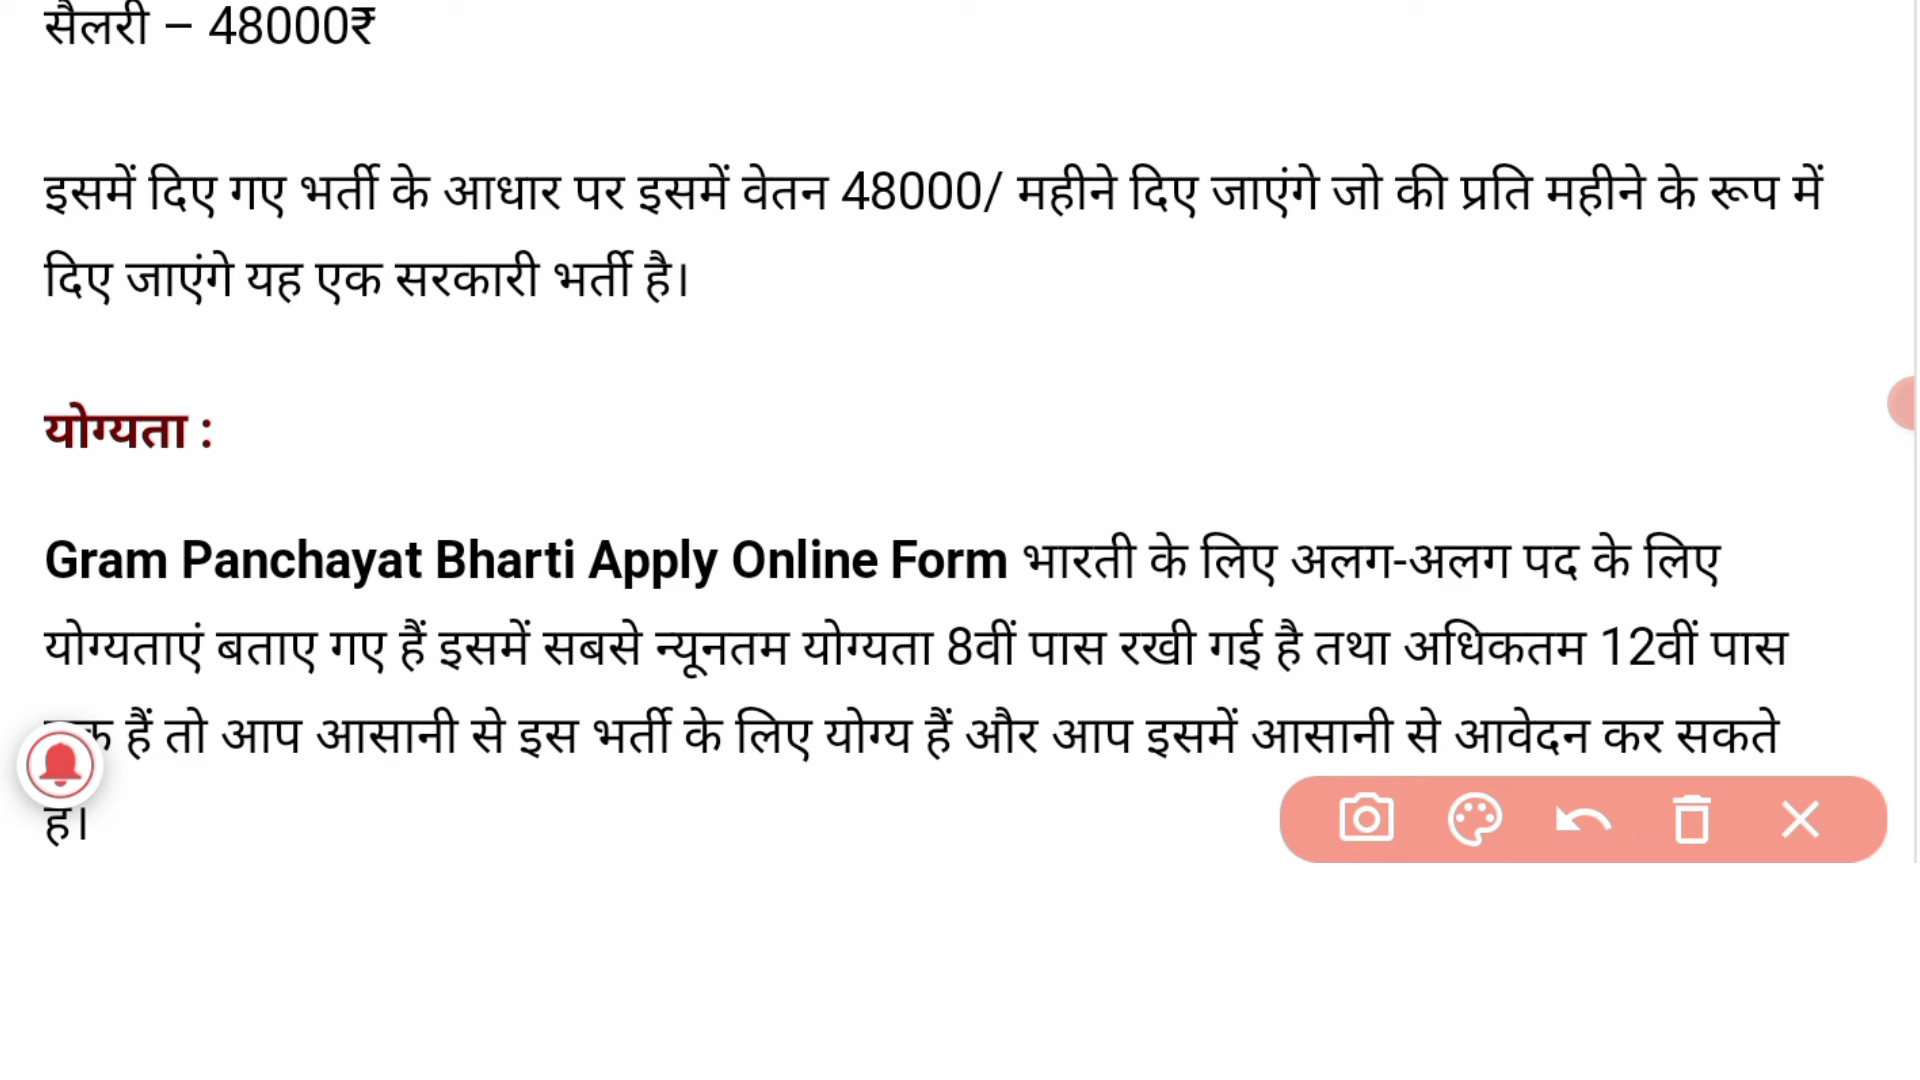 सैलरी – 48000₹
इसमें दिए गए भर्ती के आधार पर इसमें वेतन 48000/ महीने दिए जाएंगे जो की प्रति महीने के रूप में
दिए जाएंगे यह एक सरकारी भर्ती है।
योग्यता :
Gram Panchayat Bharti Apply Online Form भारती के लिए अलग-अलग पद के लिए
योग्यताएं बताए गए हैं इसमें सबसे न्यूनतम योग्यता 8वीं पास रखी गई है तथा अधिकतम 12वीं पास
हैं तो आप आसानी से इस भर्ती के लिए योग्य हैं और आप इसमें आसानी से आवेदन कर सकते